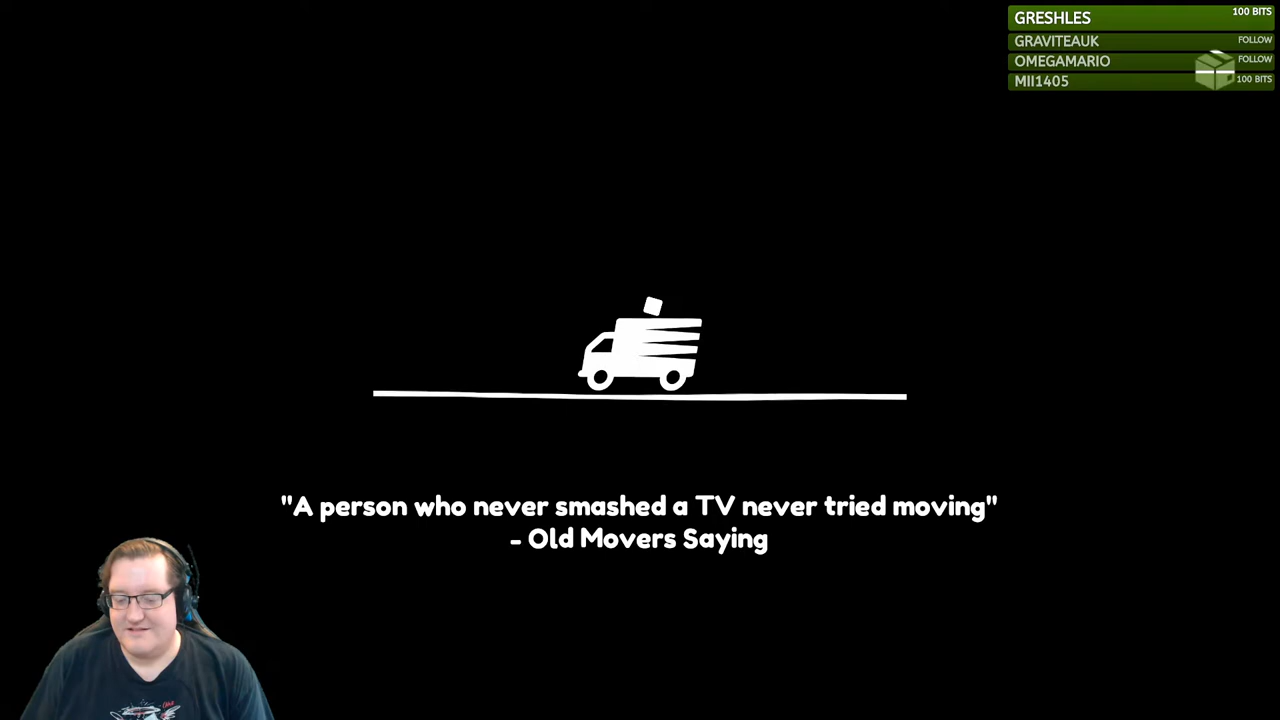 GRESHLES 100 BITS
GRAVITEAUK FOLLOW
OMEGAMARIO FOLLOW
MII1405 100 BITS
"A person who never smashed a TV never tried moving"
- Old Movers Saying